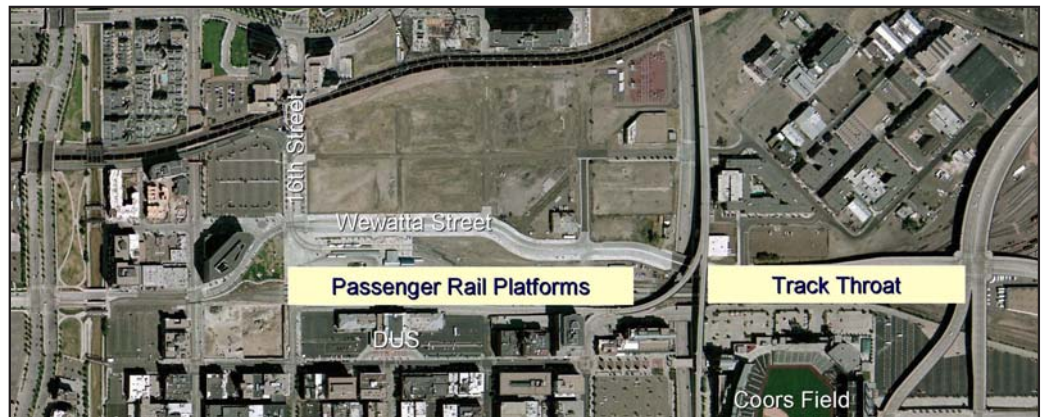 16th Street
Wewatta Street
Passenger Rail Platforms
Track Throat
DUS
Coors Field